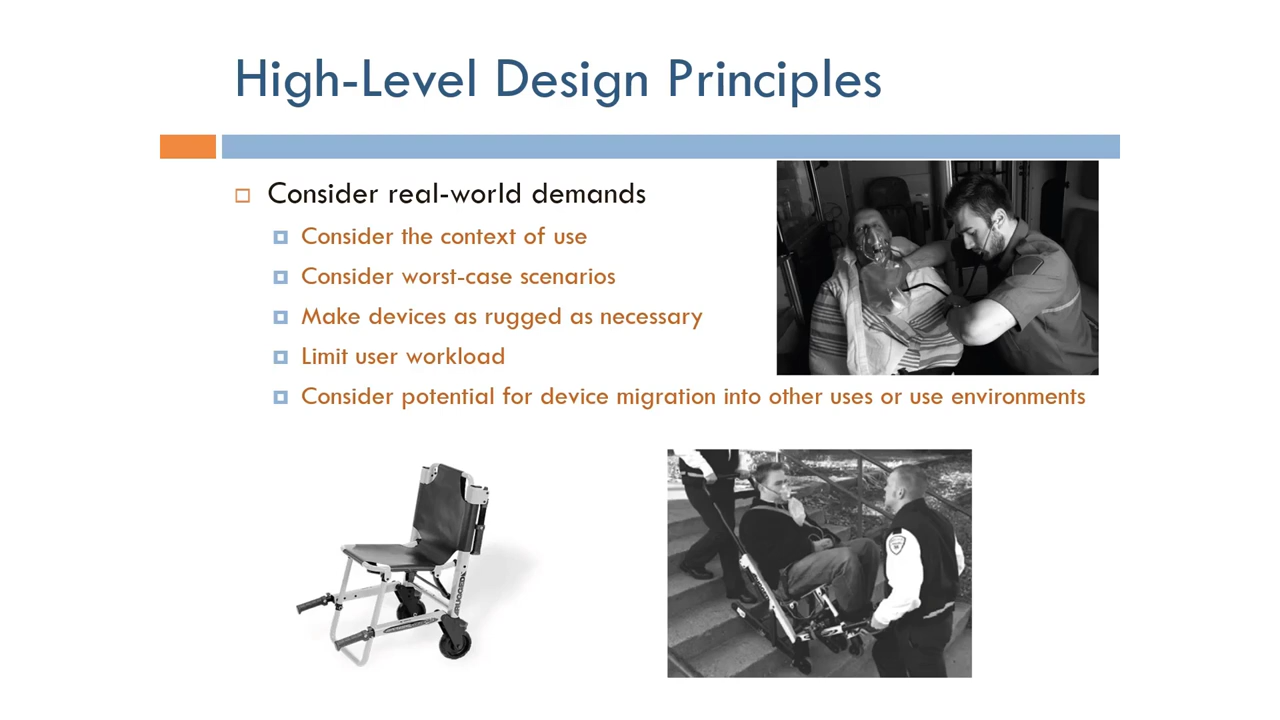 High-Level Design Principles
Consider real-world demands
Consider the context of use
Consider worst-case scenarios
Make devices as rugged as necessary
Limit user workload
Consider potential for device migration into other uses or use environments